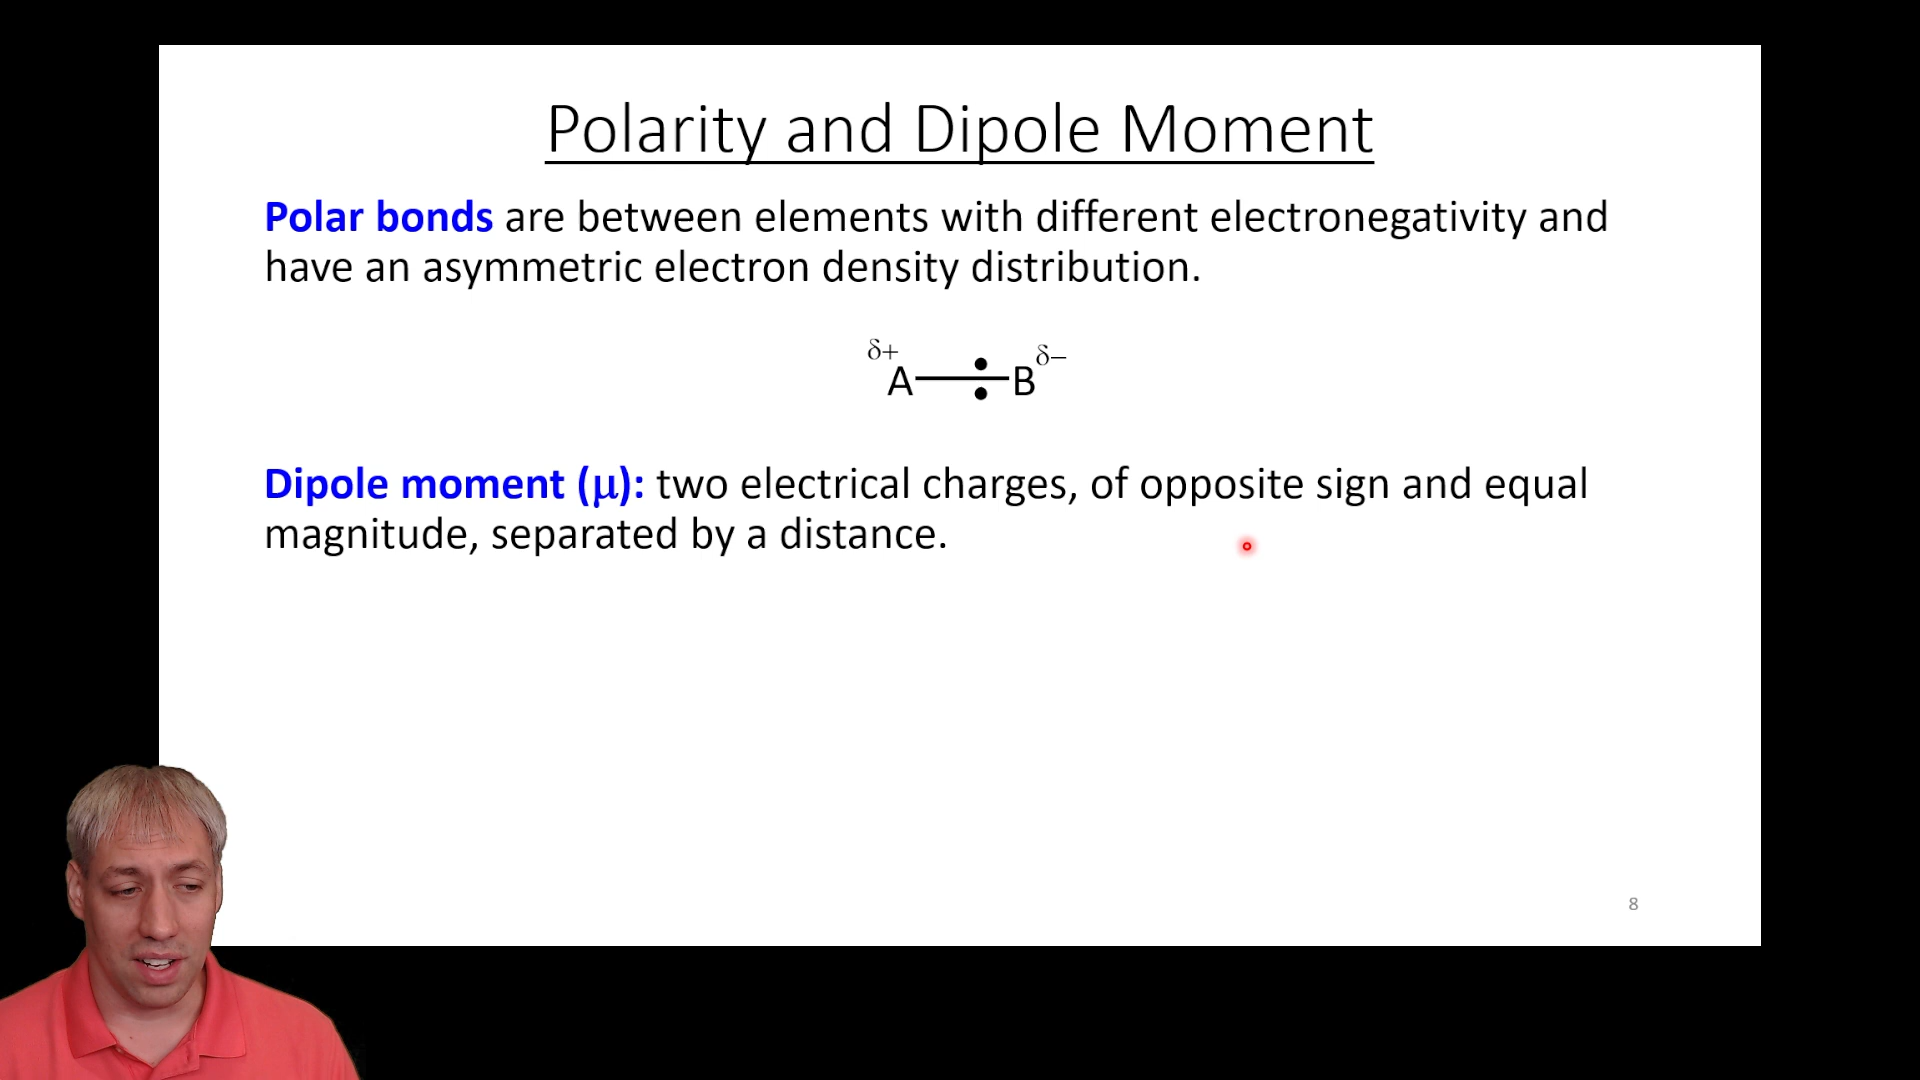 Polarity and Dipole Moment
Polar bonds are between elements with different electronegativity and
have an asymmetric electron density distribution.
δ+ A B δ−
Dipole moment (μ): two electrical charges, of opposite sign and equal
magnitude, separated by a distance.
8